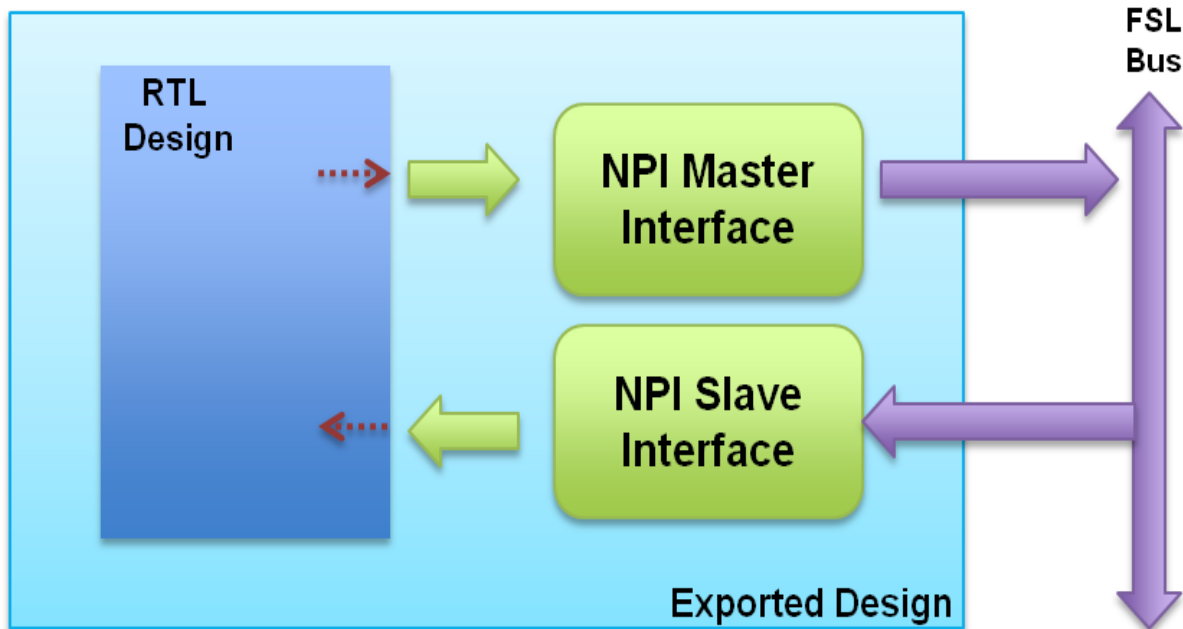 FSL
Bus
RTL
Design
NPI Master
Interface
NPI Slave
Interface
Exported Design